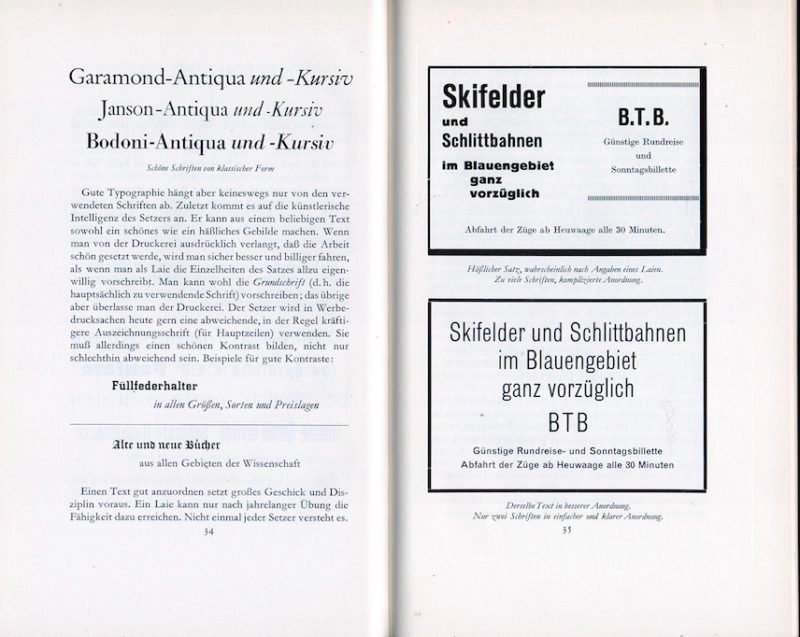 Garamond-Antiqua und -Kursiv
Janson-Antiqua und -Kursiv
Bodoni-Antiqua und -Kursiv
Schöne Schriften von klassischer Form
Gute Typographie hängt aber keineswegs nur von den ver-
wendeten Schriften ab. Zuletzt kommt es auf die künstlerische
Intelligenz des Setzers an. Er kann aus einem beliebigen Text
sowohl ein schönes wie ein häßliches Gebilde machen. Wenn
man von der Druckerei ausdrücklich verlangt, daß die Arbeit
schön gesetzt werde, wird man sicher besser und billiger fahren,
als wenn man als Laie die Einzelheiten des Satzes allzu eigen-
willig vorschreibt. Man kann wohl die Grundschrift (d. h. die
hauptsächlich zu verwendende Schrift) vorschreiben; das übrige
aber überlasse man der Druckerei. Der Setzer wird in Werbe-
drucksachen heute gern eine abweichende, in der Regel kräfti-
gere Auszeichnungsschrift (für Hauptzeilen) verwenden. Sie
muß allerdings einen schönen Kontrast bilden, nicht nur
schlechthin abweichend sein. Beispiele für gute Kontraste:
Füllfederhalter
in allen Größen, Sorten und Preislagen
Alte und neue Bücher
aus allen Gebieten der Wissenschaft
Einen Text gut anzuordnen setzt großes Geschick und Dis-
ziplin voraus. Ein Laie kann nur nach jahrelanger Übung die
Fähigkeit dazu erreichen. Nicht einmal jeder Setzer versteht es.
34
Skifelder
und
Schlittbahnen
im Blauengebiet
ganz
vorzüglich
B.T.B.
Günstige Rundreise
und
Sonntagsbillette
Abfahrt der Züge ab Heuwaage alle 30 Minuten.
Häßlicher Satz, wahrscheinlich nach Angaben eines Laien.
Zu viele Schriften, komplizierte Anordnung.
Skifelder und Schlittbahnen
im Blauengebiet
ganz vorzüglich
BTB
Günstige Rundreise- und Sonntagsbillette
Abfahrt der Züge ab Heuwaage alle 30 Minuten
Derselbe Text in besserer Anordnung.
Nur zwei Schriften in einfacher und klarer Anordnung.
35